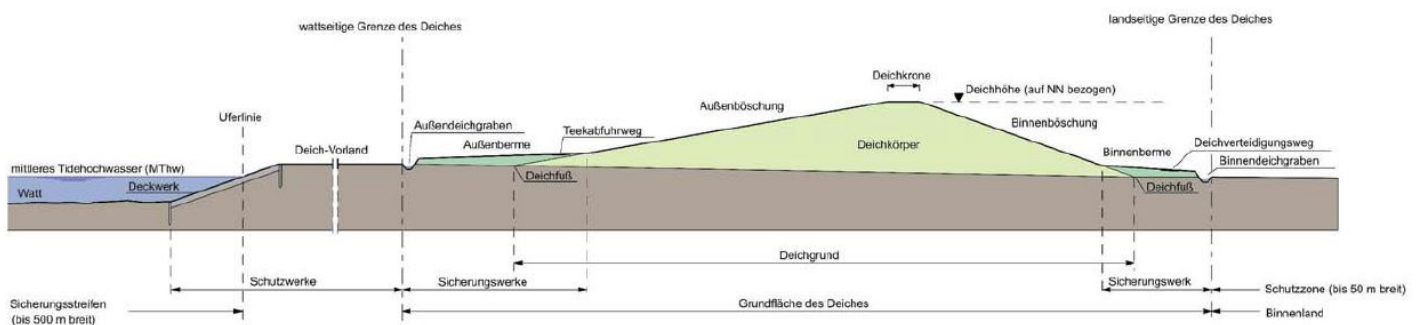 wattseitige Grenze des Deiches
landseitige Grenze des Deiches
Deichkrone
Deichhöhe (auf NN bezogen)
Außenböschung
Binnenböschung
Uferlinie
Außendeichgraben
Außenberme
Teekabfuhrweg
Deich-Vorland
Deichkörper
Deichverteidigungsweg
Binnenberme
Binnendeichgraben
mittleres Tidehochwasser (MThw)
Deckwerk
Watt
Deichfuß
Deichfuß
Deichgrund
Schutzwerke
Sicherungswerke
Sicherungswerk
Schutzzone (bis 50 m breit)
Sicherungsstreifen
(bis 500 m breit)
Grundfläche des Deiches
Binnenland